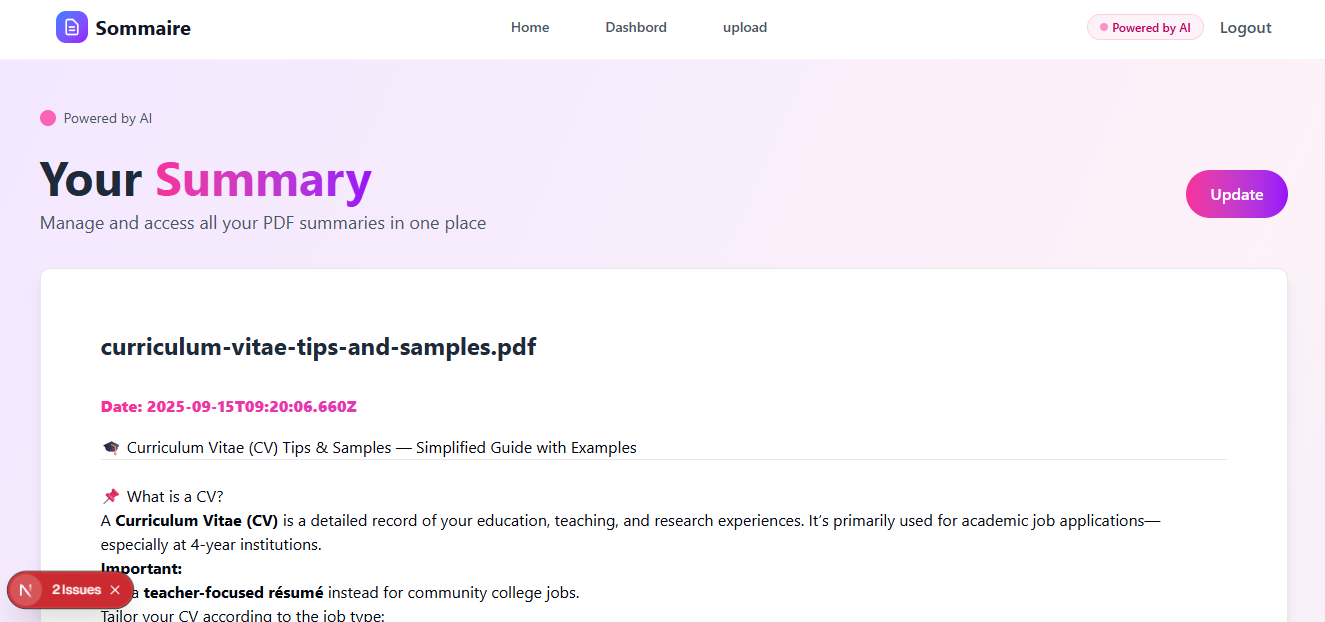 Sommaire
Home
Dashbord
upload
Powered by AI
Logout
Powered by AI
Your Summary
Manage and access all your PDF summaries in one place
Update
curriculum-vitae-tips-and-samples.pdf
Date: 2025-09-15T09:20:06.660Z
🎓 Curriculum Vitae (CV) Tips & Samples — Simplified Guide with Examples
📌 What is a CV?
A Curriculum Vitae (CV) is a detailed record of your education, teaching, and research experiences. It’s primarily used for academic job applications—
especially at 4-year institutions.
Important:
a teacher-focused résumé instead for community college jobs.
Tailor your CV according to the job type:
N 2 Issues ×